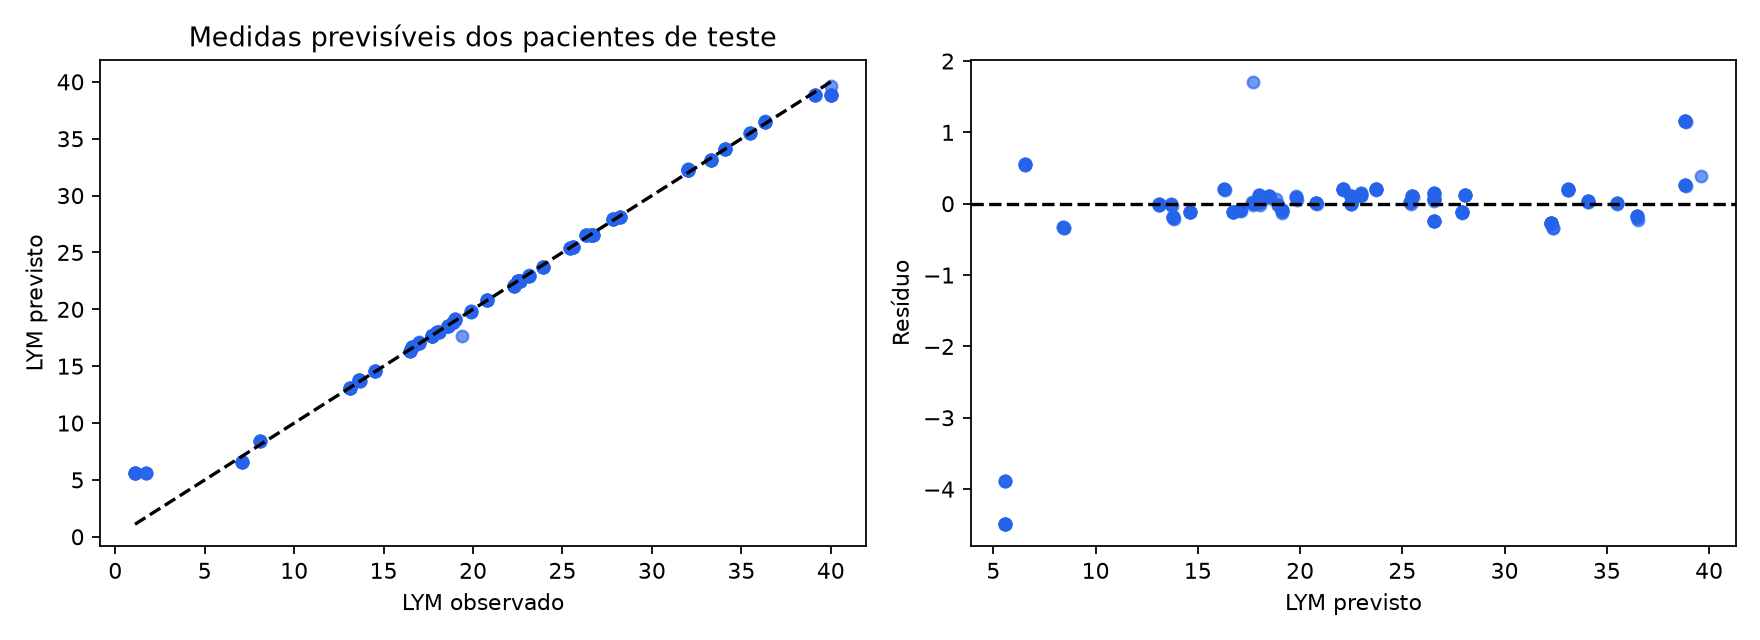 Medidas previsíveis dos pacientes de teste
LYM previsto
40
35
30
25
20
15
10
5
0
0 5 10 15 20 25 30 35 40
LYM observado
Resíduo
2
1
0
−1
−2
−3
−4
5 10 15 20 25 30 35 40
LYM previsto